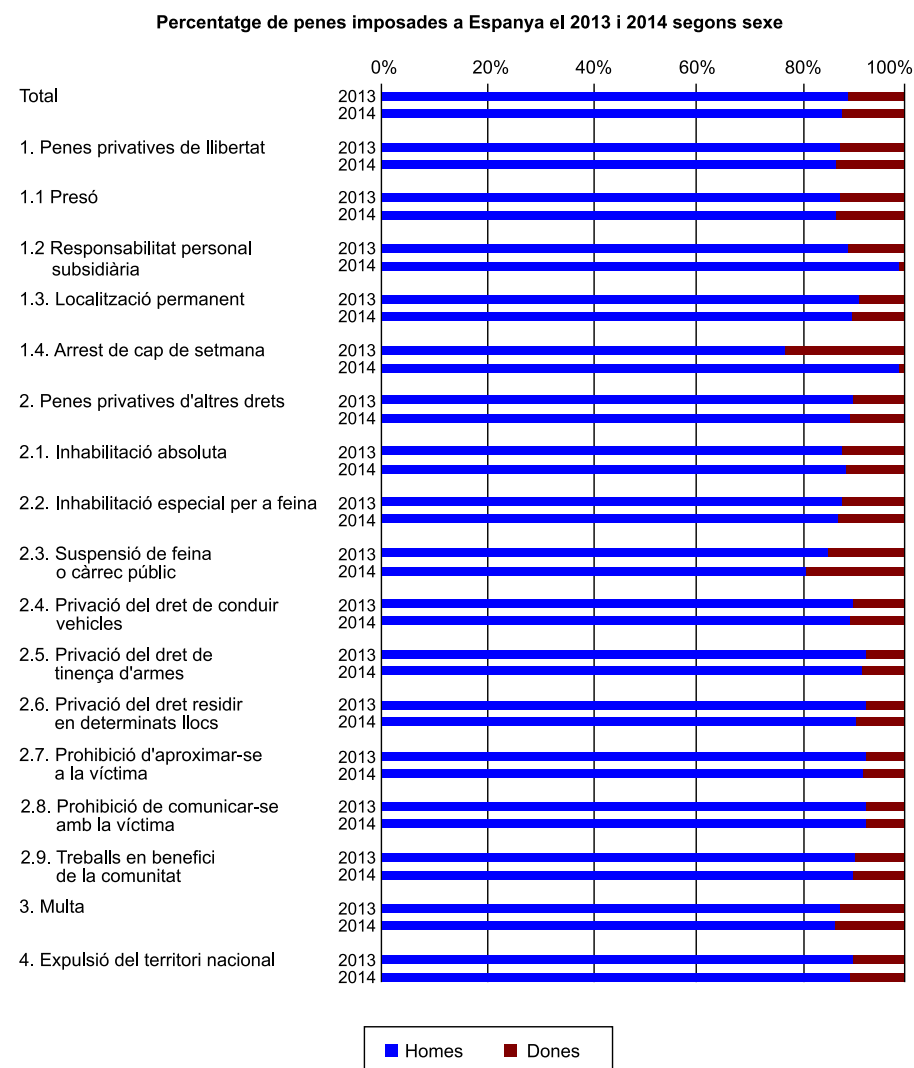 Percentatge de penes imposades a Espanya el 2013 i 2014 segons sexe
0% 20% 40% 60% 80% 100%
Total 2013
2014
1. Penes privatives de llibertat 2013
2014
1.1 Presó 2013
2014
1.2 Responsabilitat personal 2013
subsidiària 2014
1.3. Localització permanent 2013
2014
1.4. Arrest de cap de setmana 2013
2014
2. Penes privatives d'altres drets 2013
2014
2.1. Inhabilitació absoluta 2013
2014
2.2. Inhabilitació especial per a feina 2013
2014
2.3. Suspensió de feina 2013
o càrrec públic 2014
2.4. Privació del dret de conduir 2013
vehicles 2014
2.5. Privació del dret de 2013
tinença d'armes 2014
2.6. Privació del dret residir 2013
en determinats llocs 2014
2.7. Prohibició d'aproximar-se 2013
a la víctima 2014
2.8. Prohibició de comunicar-se 2013
amb la víctima 2014
2.9. Treballs en benefici 2013
de la comunitat 2014
3. Multa 2013
2014
4. Expulsió del territori nacional 2013
2014
Homes Dones